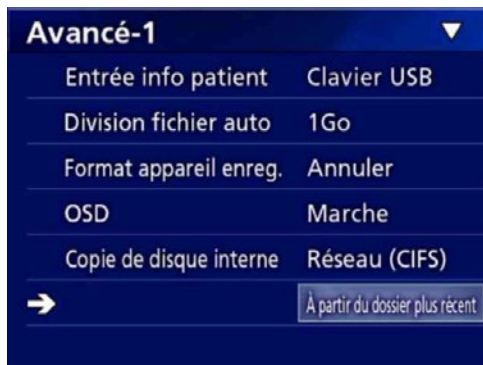 Avancé-1
Entrée info patient Clavier USB
Division fichier auto 1Go
Format appareil enreg. Annuler
OSD Marche
Copie de disque interne Réseau (CIFS)
À partir du dossier plus récent